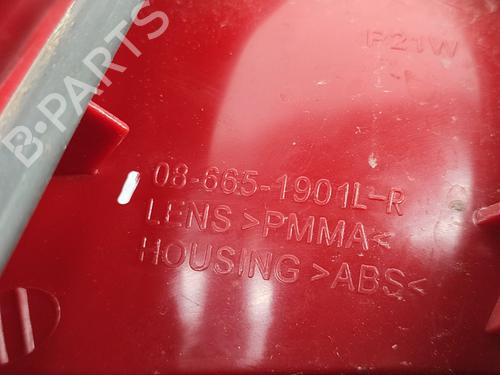 B-PARTS
P21W
08-665-1901L-R
LENS >PMMA<
HOUSING >ABS<